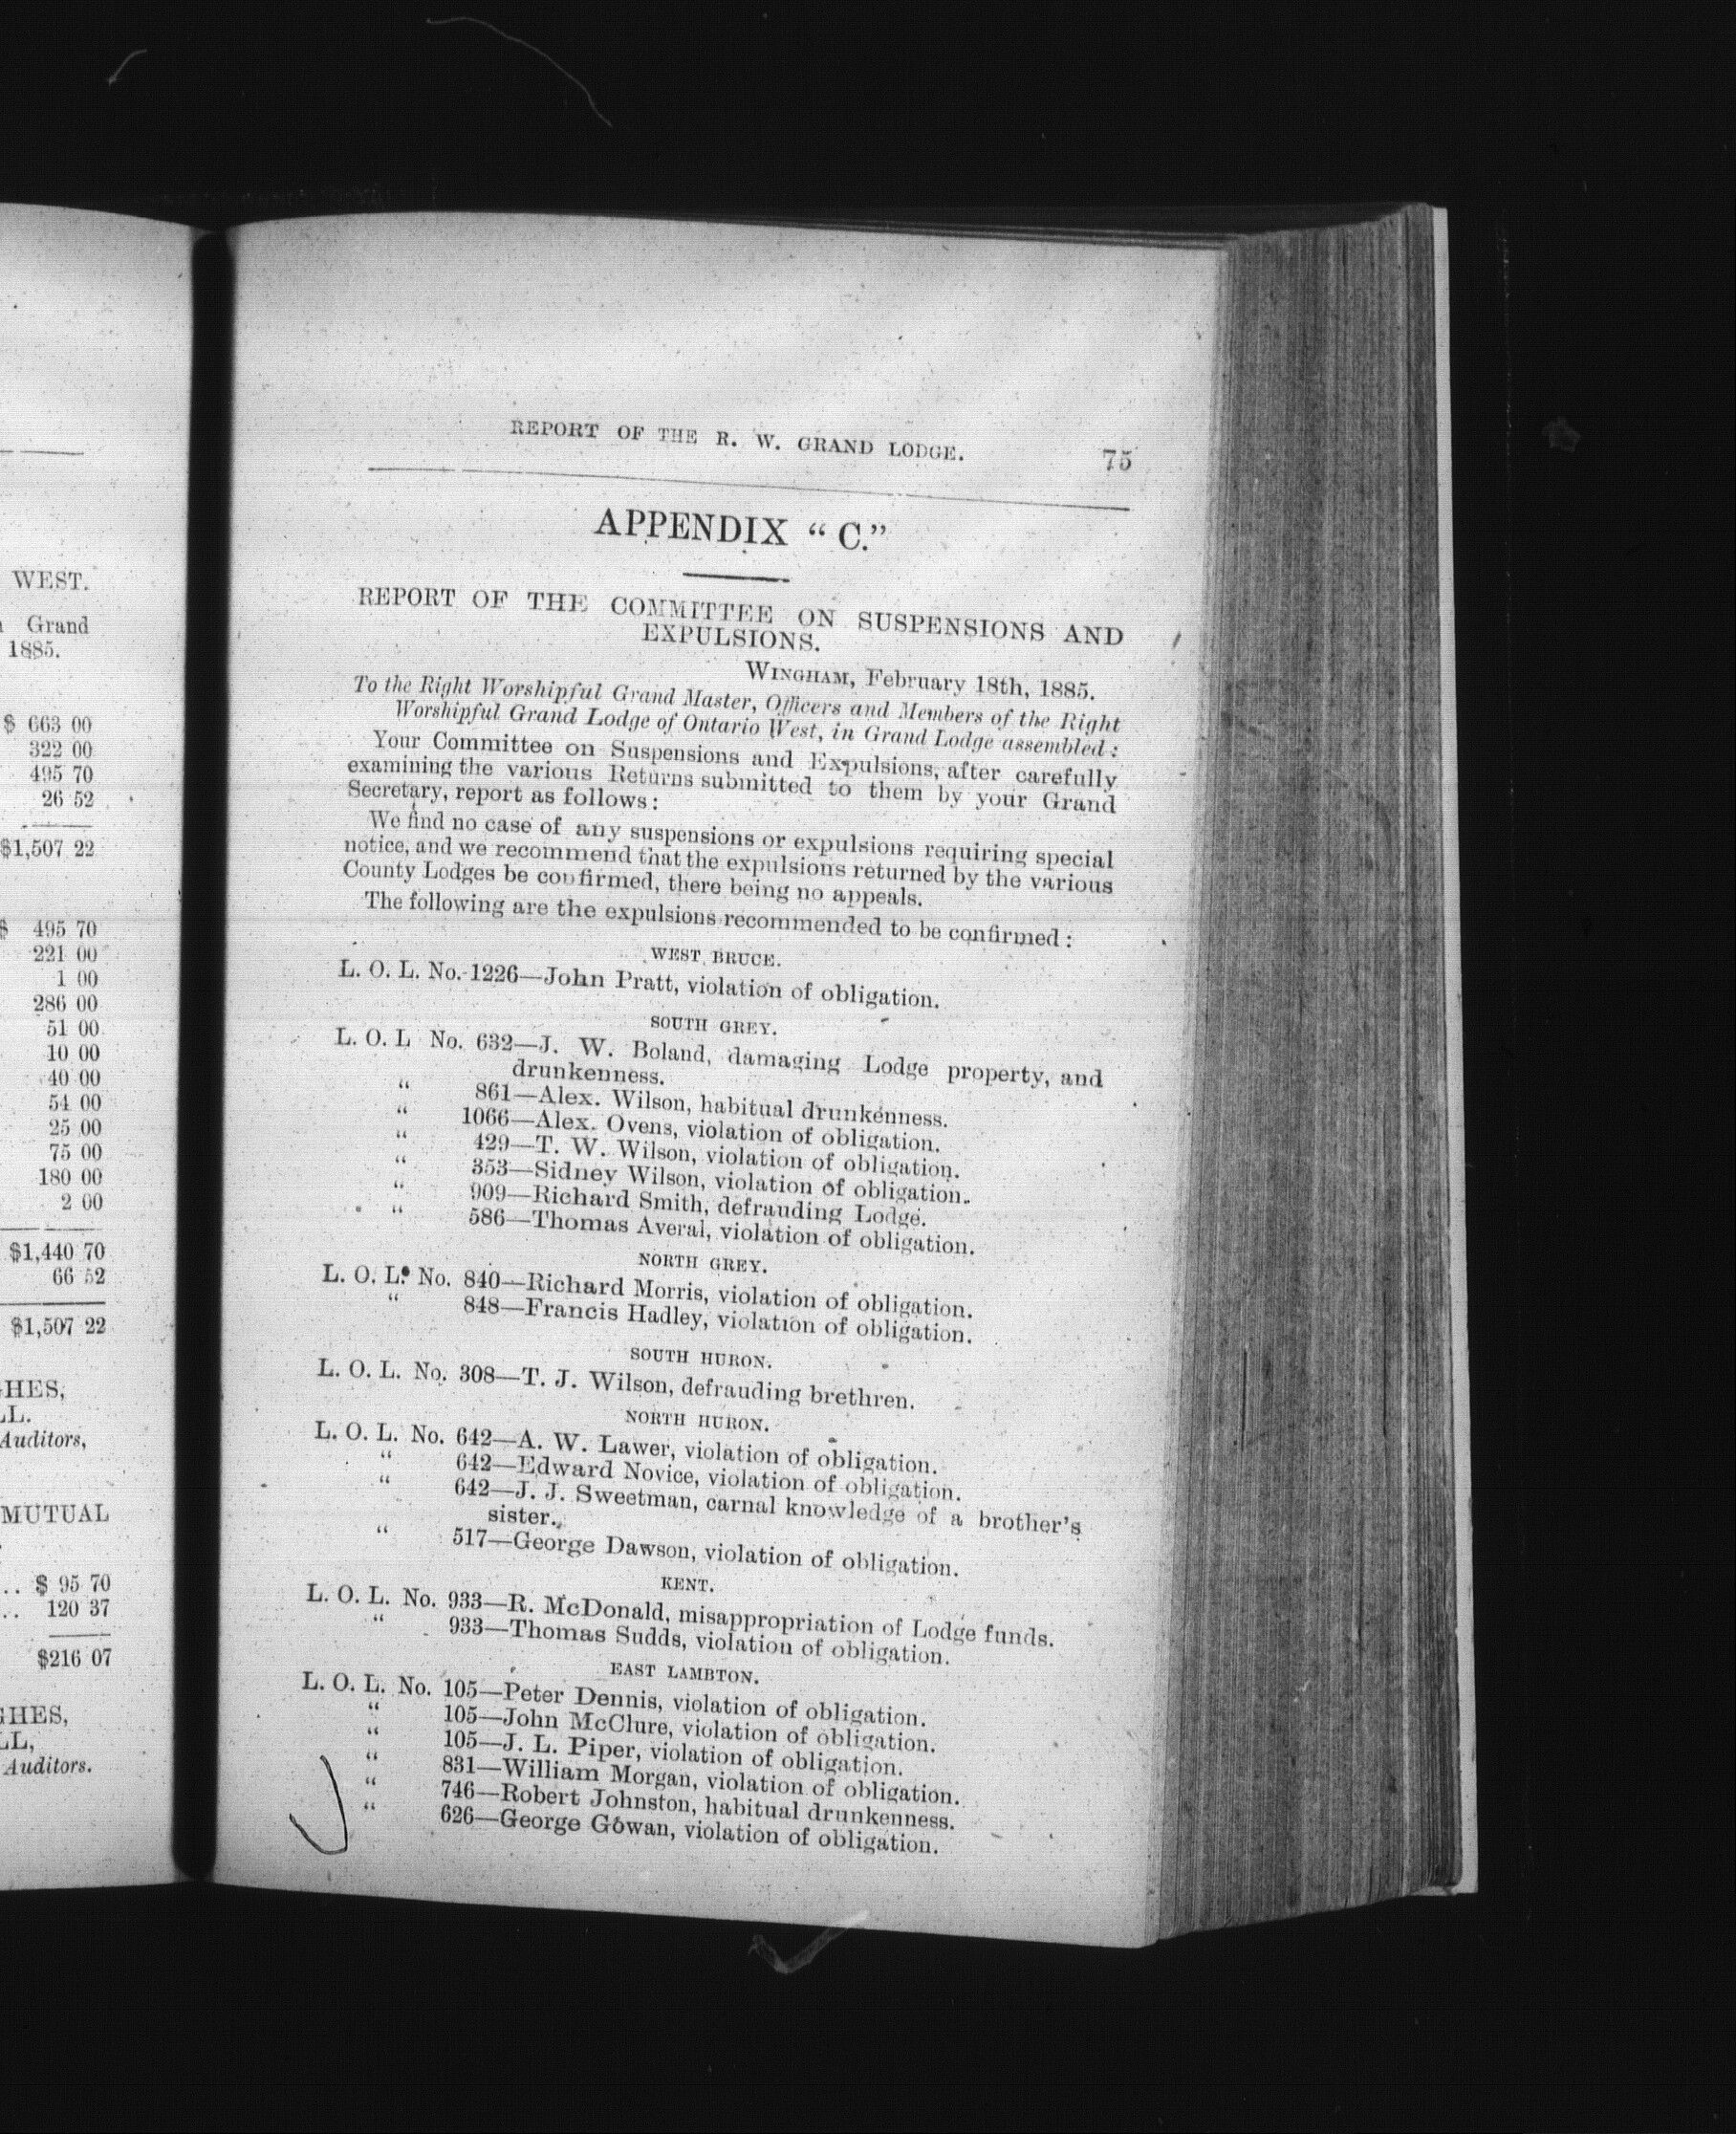 WEST.
Grand
1885.
$ 663 00
322 00
495 70
26 52
$1,507 22
$ 495 70
221 00
1 00
286 00
51 00
10 00
40 00
54 00
25 00
75 00
180 00
2 00
$1,440 70
66 52
$1,507 22
GHES,
LL.
Auditors,
MUTUAL
.. $ 95 70
.. 120 37
$216 07
GHES,
LL,
Auditors.
REPORT OF THE R. W. GRAND LODGE. 75
APPENDIX "C."
REPORT OF THE COMMITTEE ON SUSPENSIONS AND
EXPULSIONS.
WINGHAM, February 18th, 1885.
To the Right Worshipful Grand Master, Officers and Members of the Right
Worshipful Grand Lodge of Ontario West, in Grand Lodge assembled:
Your Committee on Suspensions and Expulsions, after carefully
examining the various Returns submitted to them by your Grand
Secretary, report as follows:
We find no case of any suspensions or expulsions requiring special
notice, and we recommend that the expulsions returned by the various
County Lodges be confirmed, there being no appeals.
The following are the expulsions recommended to be confirmed:
WEST BRUCE.
L. O. L. No. 1226—John Pratt, violation of obligation.
SOUTH GREY.
L. O. L No. 632—J. W. Boland, damaging Lodge property, and
drunkenness.
" 861—Alex. Wilson, habitual drunkenness.
" 1066—Alex. Ovens, violation of obligation.
" 429—T. W. Wilson, violation of obligation.
" 353—Sidney Wilson, violation of obligation.
" 909—Richard Smith, defrauding Lodge.
" 586—Thomas Averal, violation of obligation.
NORTH GREY.
L. O. L. No. 840—Richard Morris, violation of obligation.
" 848—Francis Hadley, violation of obligation.
SOUTH HURON.
L. O. L. No. 308—T. J. Wilson, defrauding brethren.
NORTH HURON.
L. O. L. No. 642—A. W. Lawer, violation of obligation.
" 642—Edward Novice, violation of obligation.
" 642—J. J. Sweetman, carnal knowledge of a brother's
sister.
" 517—George Dawson, violation of obligation.
KENT.
L. O. L. No. 933—R. McDonald, misappropriation of Lodge funds.
" 933—Thomas Sudds, violation of obligation.
EAST LAMBTON.
L. O. L. No. 105—Peter Dennis, violation of obligation.
" 105—John McClure, violation of obligation.
" 105—J. L. Piper, violation of obligation.
" 831—William Morgan, violation of obligation.
" 746—Robert Johnston, habitual drunkenness.
" 626—George Gowan, violation of obligation.